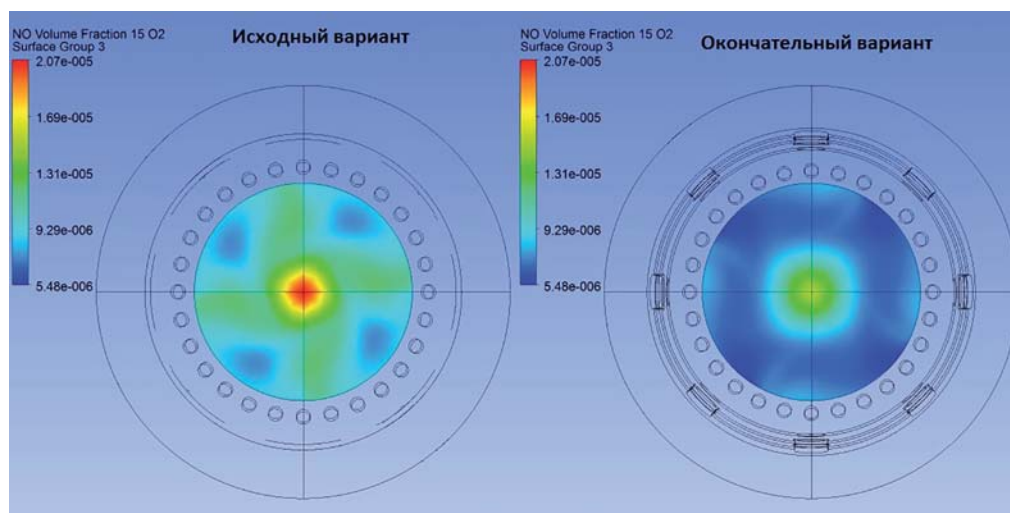 NO Volume Fraction 15 O2
Surface Group 3
2.07e-005
1.69e-005
1.31e-005
9.29e-006
5.48e-006
Исходный вариант
NO Volume Fraction 15 O2
Surface Group 3
2.07e-005
1.69e-005
1.31e-005
9.29e-006
5.48e-006
Окончательный вариант